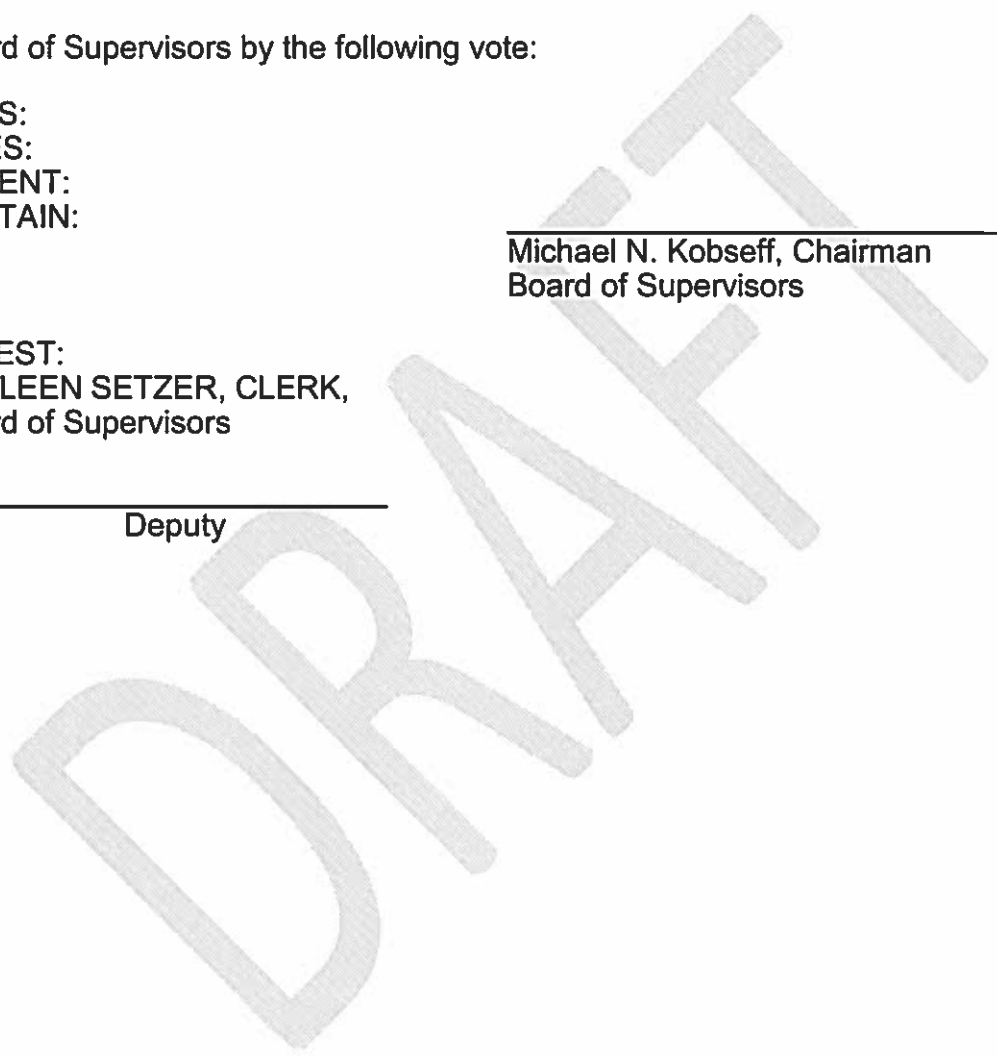 rd of Supervisors by the following vote:
S:
ES:
ENT:
TAIN:
Michael N. Kobseff, Chairman
Board of Supervisors
EST:
LEEN SETZER, CLERK,
rd of Supervisors
Deputy
DRAFT